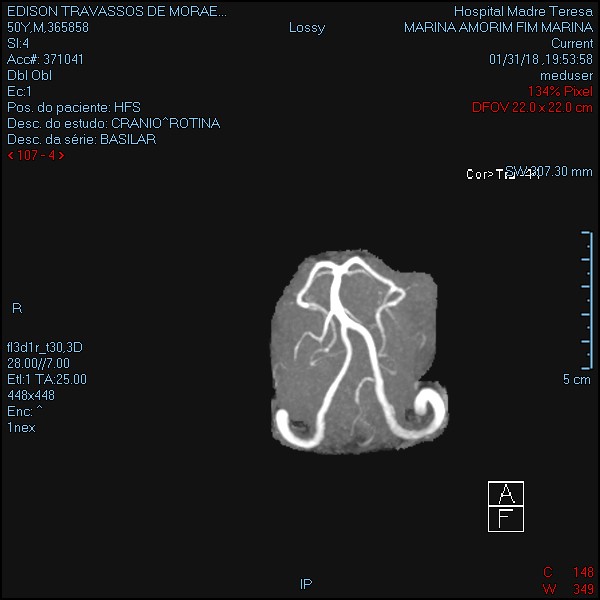 EDISON TRAVASSOS DE MORAE...
50Y,M,365858
Sl:4
Acc#: 371041
Dbl Obl
Ec:1
Pos. do paciente: HFS
Desc. do estudo: CRANIO^ROTINA
Desc. da série: BASILAR
< 107 - 4 >
Lossy
Hospital Madre Teresa
MARINA AMORIM FIM MARINA
Current
01/31/18 ,19:53:58
meduser
134% Pixel
DFOV 22.0 x 22.0 cm
SW:307.30 mm
R
fl3d1r_t30,3D
28.00//7.00
Etl:1 TA:25.00
448x448
Enc: ^
1nex
5 cm
A
F
IP
C 148
W 349